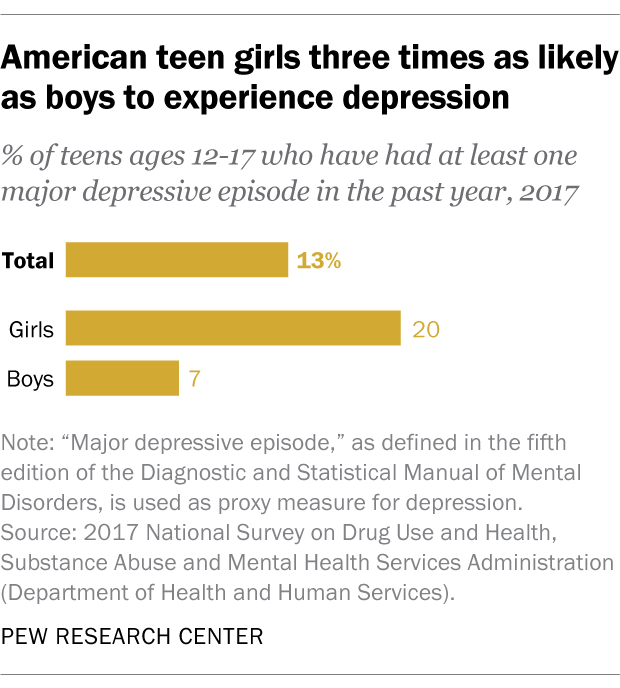 American teen girls three times as likely
as boys to experience depression
% of teens ages 12-17 who have had at least one
major depressive episode in the past year, 2017
Total 13%
Girls 20
Boys 7
Note: “Major depressive episode,” as defined in the fifth
edition of the Diagnostic and Statistical Manual of Mental
Disorders, is used as proxy measure for depression.
Source: 2017 National Survey on Drug Use and Health,
Substance Abuse and Mental Health Services Administration
(Department of Health and Human Services).
PEW RESEARCH CENTER